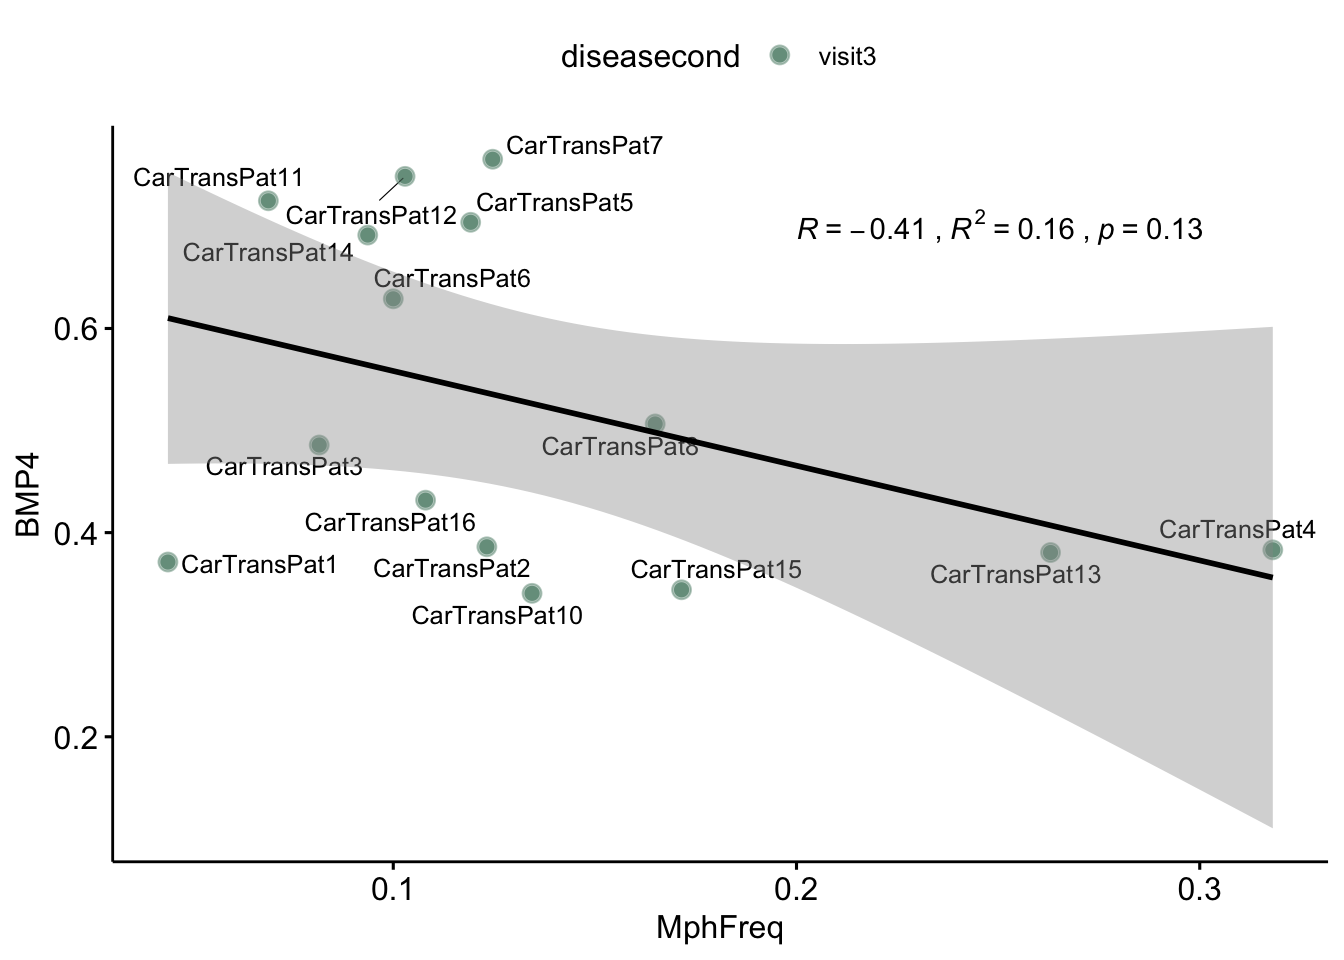 diseasecond visit3
CarTransPat7
CarTransPat11
CarTransPat5
CarTransPat12
R = −0.41 , R² = 0.16 , p = 0.13
CarTransPat14
CarTransPat6
0.6
CarTransPat8
CarTransPat3
BMP4
CarTransPat16
0.4
CarTransPat4
CarTransPat1
CarTransPat2
CarTransPat15
CarTransPat13
CarTransPat10
0.2
0.1 0.2 0.3
MphFreq